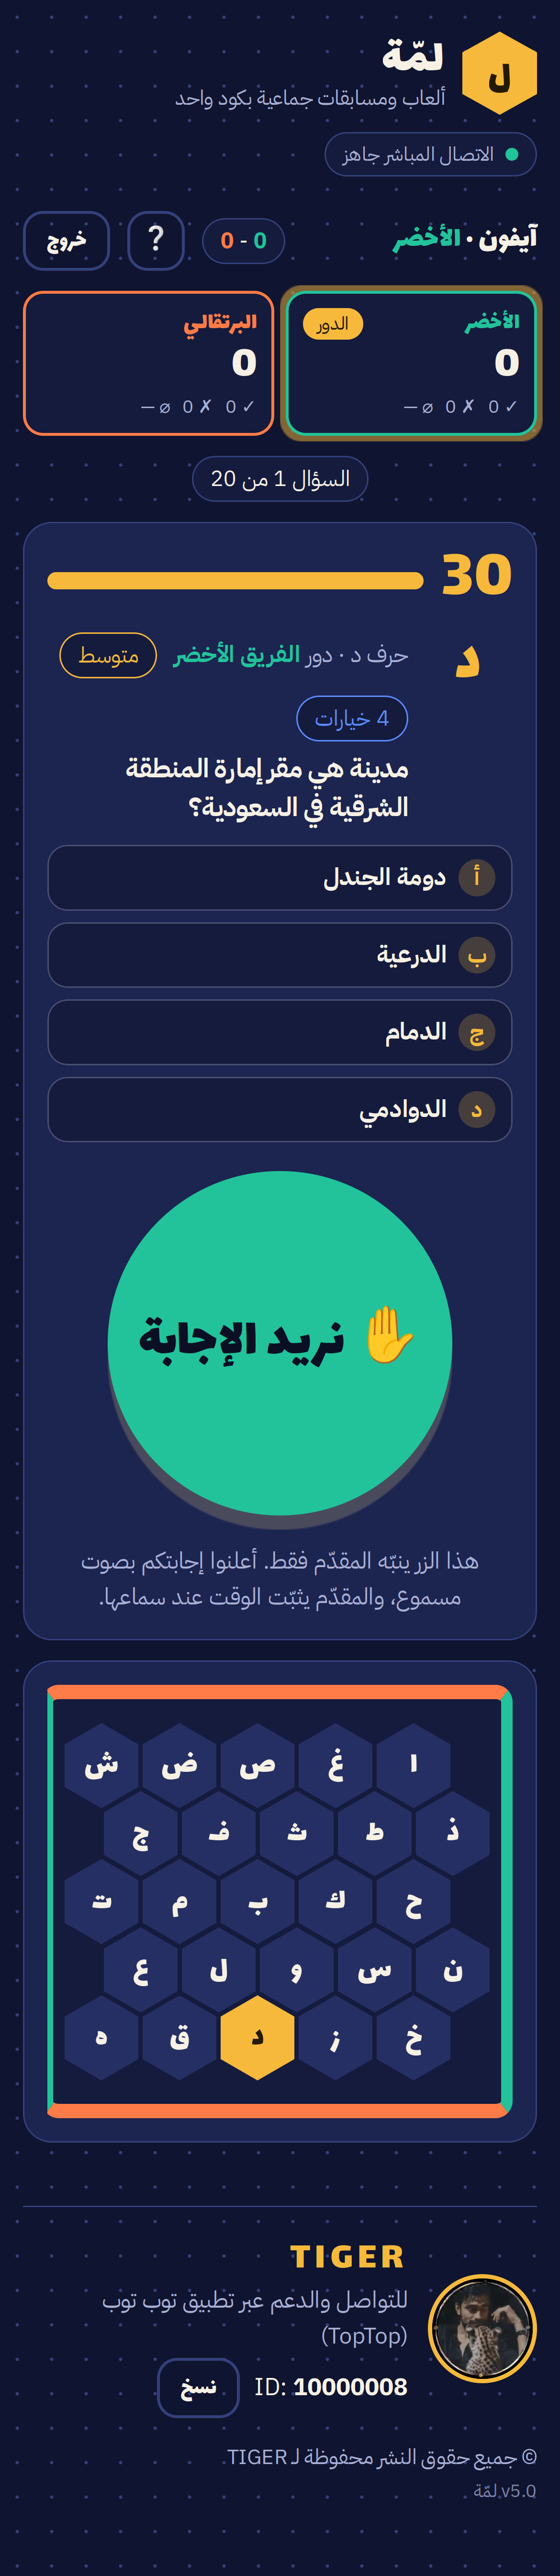 ل
لمّة
ألعاب ومسابقات جماعية بكود واحد
الاتصال المباشر جاهز
آيفون · الأخضر
0 - 0
?
خروج
الأخضر
الدور
0
✓ 0 ✗ 0 ⌀ —
البرتقالي
0
✓ 0 ✗ 0 ⌀ —
السؤال 1 من 20
30
د
حرف د · دور الفريق الأخضر
متوسط
4 خيارات
مدينة هي مقر إمارة المنطقة
الشرقية في السعودية؟
أ دومة الجندل
ب الدرعية
ج الدمام
د الدوادمي
✋ نريد الإجابة
هذا الزر ينبّه المقدّم فقط. أعلنوا إجابتكم بصوت
مسموع، والمقدّم يثبّت الوقت عند سماعها.
ا غ ص ض ش
ذ ط ث ف ج
ح ك ب م ت
ن س و ل ع
خ ز د ق ه
TIGER
للتواصل والدعم عبر تطبيق توب توب
(TopTop)
ID: 10000008
نسخ
© جميع حقوق النشر محفوظة لـ TIGER
لمّة v5.0